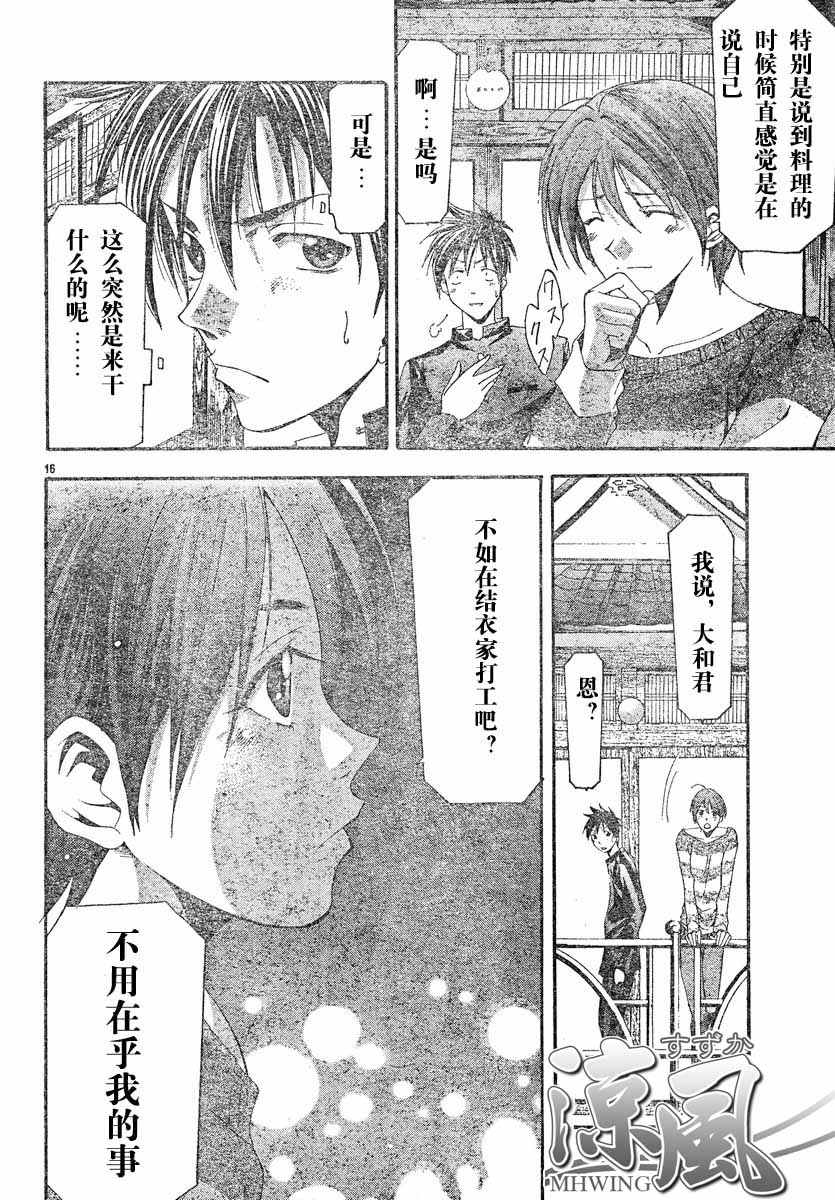 特别是说到料理的
时候简直感觉是在
说自己
啊…是吗
クスクス
可是…
这么突然是来干
什么的呢……
16
我说，大和君
恩？
不如在结衣家打工吧？
不用在乎我的事
すずか
涼風
MHWING